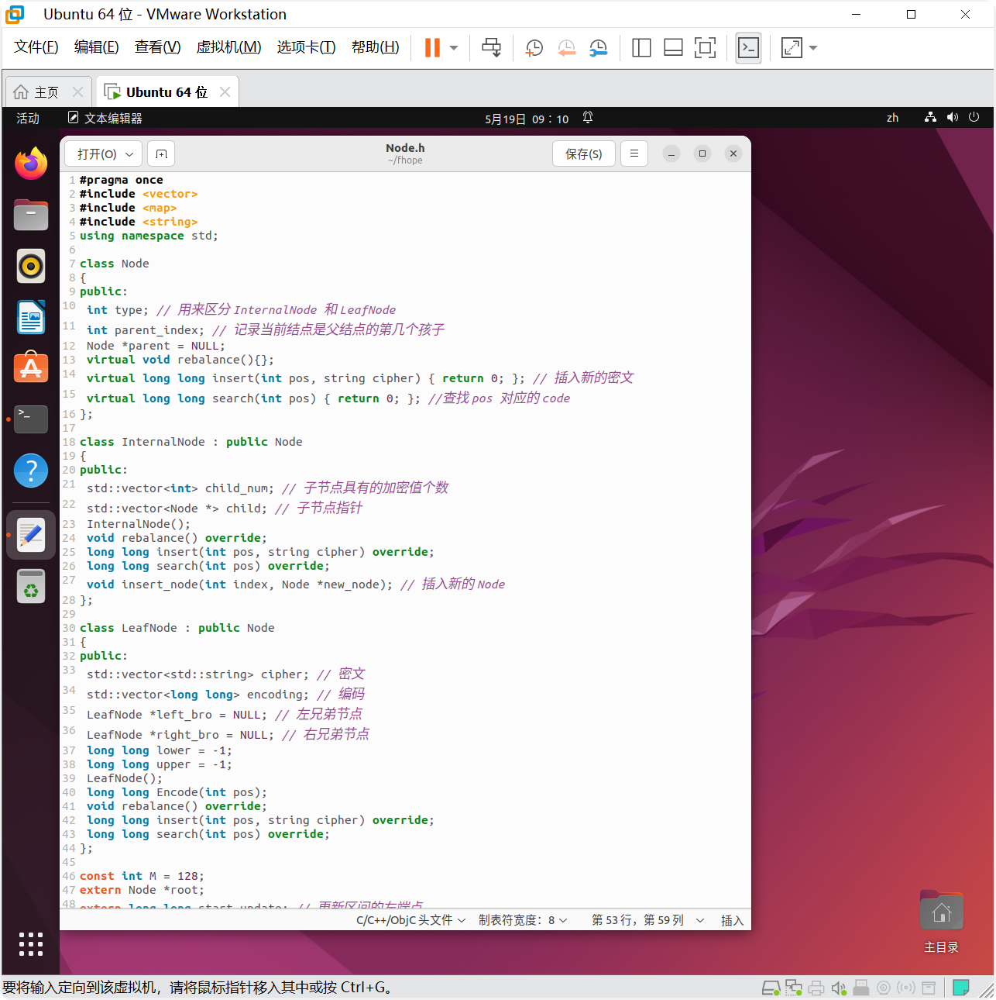 Ubuntu 64 位 - VMware Workstation
文件(F) 编辑(E) 查看(V) 虚拟机(M) 选项卡(T) 帮助(H)
主页 Ubuntu 64 位
活动 文本编辑器 5月19日 09：10 zh
打开(O) Node.h 保存(S)
~/fhope
1 #pragma once
2 #include <vector>
3 #include <map>
4 #include <string>
5 using namespace std;
6
7 class Node
8 {
9 public:
10 int type; // 用来区分 InternalNode 和 LeafNode
11 int parent_index; // 记录当前结点是父结点的第几个孩子
12 Node *parent = NULL;
13 virtual void rebalance(){};
14 virtual long long insert(int pos, string cipher) { return 0; }; // 插入新的密文
15 virtual long long search(int pos) { return 0; }; //查找 pos 对应的 code
16 };
17
18 class InternalNode : public Node
19 {
20 public:
21 std::vector<int> child_num; // 子节点具有的加密值个数
22 std::vector<Node *> child; // 子节点指针
23 InternalNode();
24 void rebalance() override;
25 long long insert(int pos, string cipher) override;
26 long long search(int pos) override;
27 void insert_node(int index, Node *new_node); // 插入新的 Node
28 };
29
30 class LeafNode : public Node
31 {
32 public:
33 std::vector<std::string> cipher; // 密文
34 std::vector<long long> encoding; // 编码
35 LeafNode *left_bro = NULL; // 左兄弟节点
36 LeafNode *right_bro = NULL; // 右兄弟节点
37 long long lower = -1;
38 long long upper = -1;
39 LeafNode();
40 long long Encode(int pos);
41 void rebalance() override;
42 long long insert(int pos, string cipher) override;
43 long long search(int pos) override;
44 };
45
46 const int M = 128;
47 extern Node *root;
48 extern long long start_update; // 更新区间的左端点
C/C++/ObjC 头文件 制表符宽度：8 第 53 行，第 59 列 插入
主目录
要将输入定向到该虚拟机，请将鼠标指针移入其中或按 Ctrl+G。